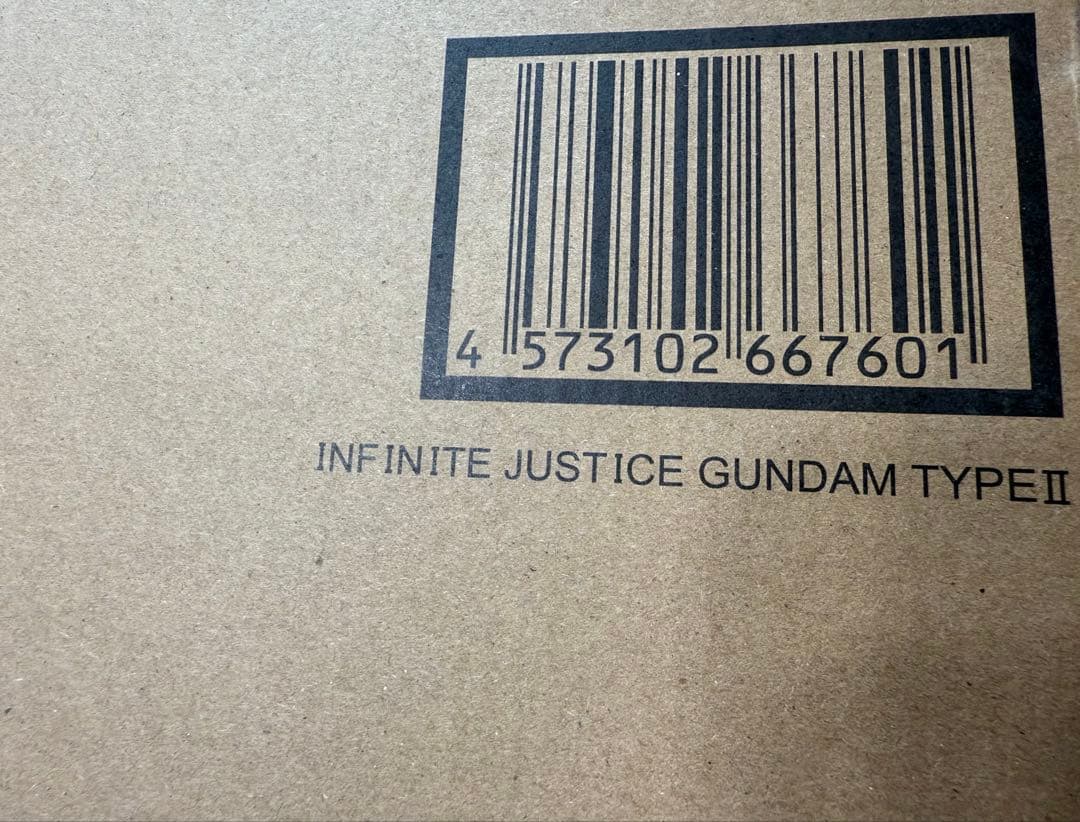 4 573102 667601
INFINITE JUSTICE GUNDAM TYPEⅡ